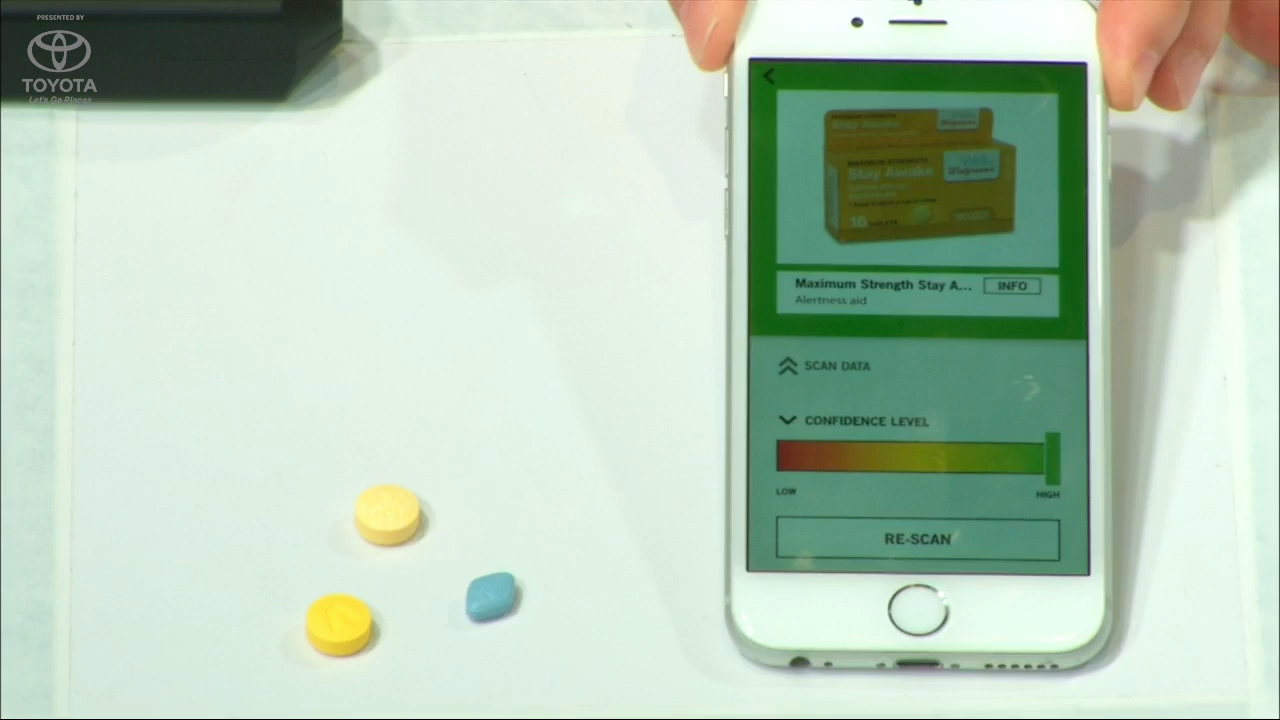 PRESENTED BY
TOYOTA
Let's Go Places
Stay Awake
MAXIMUM STRENGTH
Stay Awake
Walgreens
16 TABLETS
Maximum Strength Stay A...
INFO
Alertness aid
SCAN DATA
CONFIDENCE LEVEL
LOW
HIGH
RE-SCAN